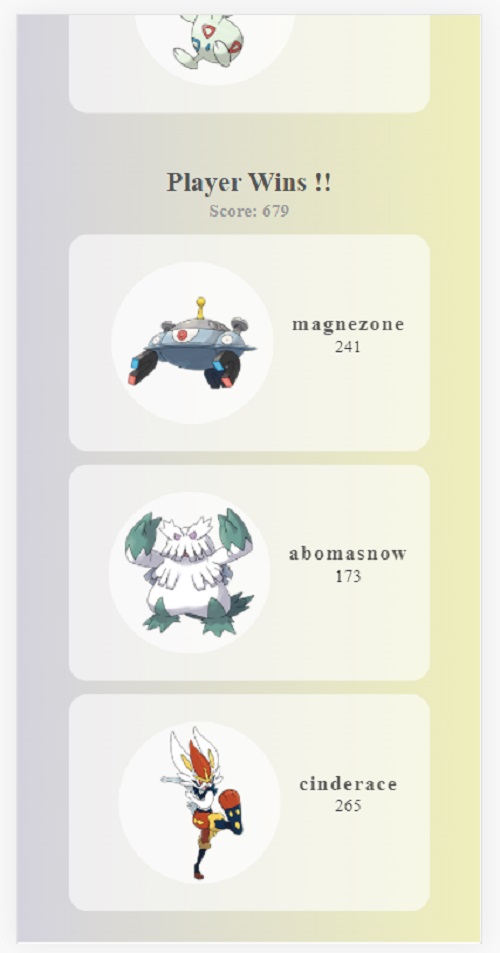 Player Wins !!
Score: 679
magnezone
241
abomasnow
173
cinderace
265